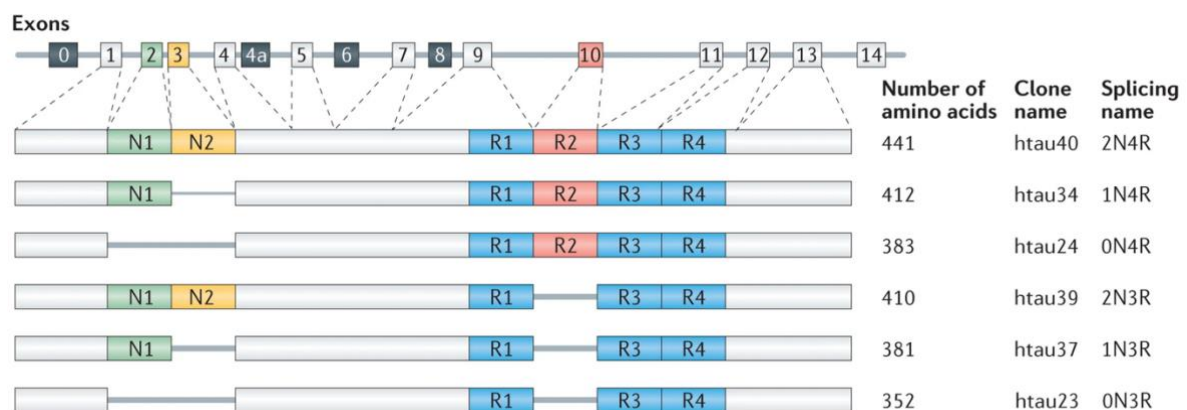 Exons
0 1 2 3 4 4a 5 6 7 8 9 10 11 12 13 14
Number of amino acids Clone name Splicing name
N1 N2 R1 R2 R3 R4 441 htau40 2N4R
N1 R1 R2 R3 R4 412 htau34 1N4R
R1 R2 R3 R4 383 htau24 0N4R
N1 N2 R1 R3 R4 410 htau39 2N3R
N1 R1 R3 R4 381 htau37 1N3R
R1 R3 R4 352 htau23 0N3R